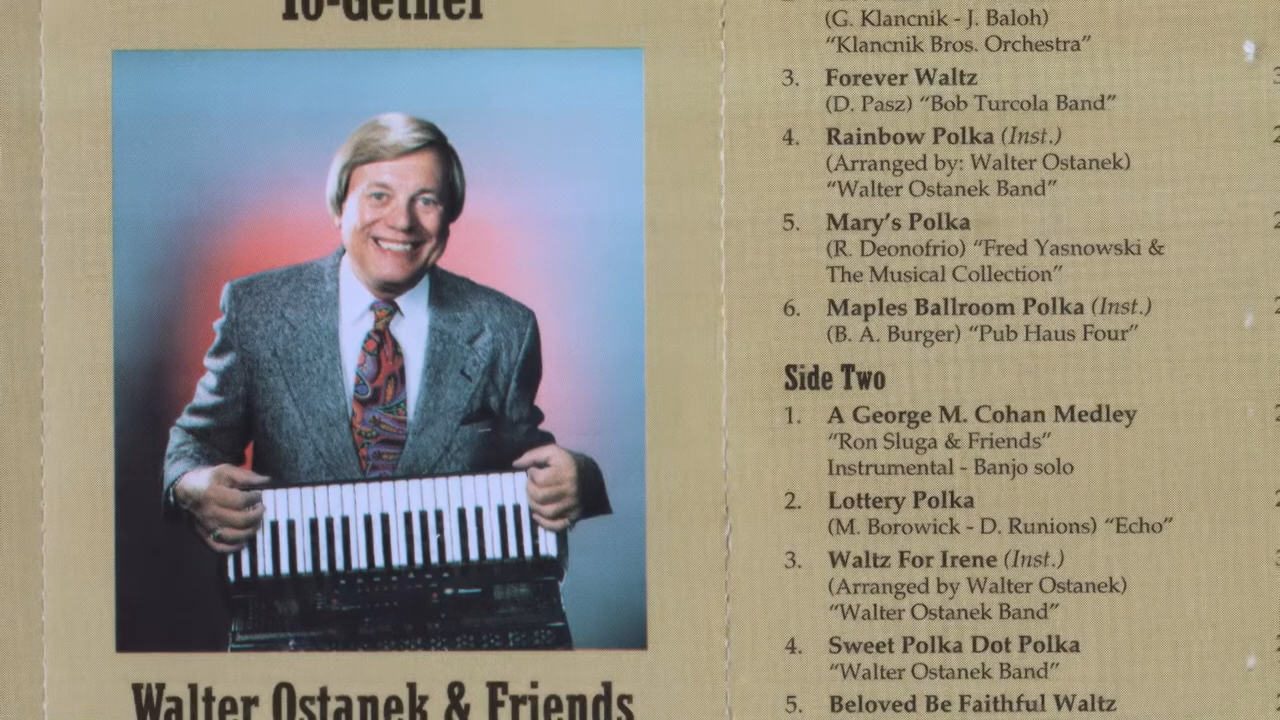 To-Gether
Walter Ostanek & Friends
(G. Klancnik - J. Baloh)
“Klancnik Bros. Orchestra”
3. Forever Waltz
(D. Pasz) “Bob Turcola Band”
4. Rainbow Polka (Inst.)
(Arranged by: Walter Ostanek)
“Walter Ostanek Band”
5. Mary’s Polka
(R. Deonofrio) “Fred Yasnowski &
The Musical Collection”
6. Maples Ballroom Polka (Inst.)
(B. A. Burger) “Pub Haus Four”
Side Two
1. A George M. Cohan Medley
“Ron Sluga & Friends”
Instrumental - Banjo solo
2. Lottery Polka
(M. Borowick - D. Runions) “Echo”
3. Waltz For Irene (Inst.)
(Arranged by Walter Ostanek)
“Walter Ostanek Band”
4. Sweet Polka Dot Polka
“Walter Ostanek Band”
5. Beloved Be Faithful Waltz